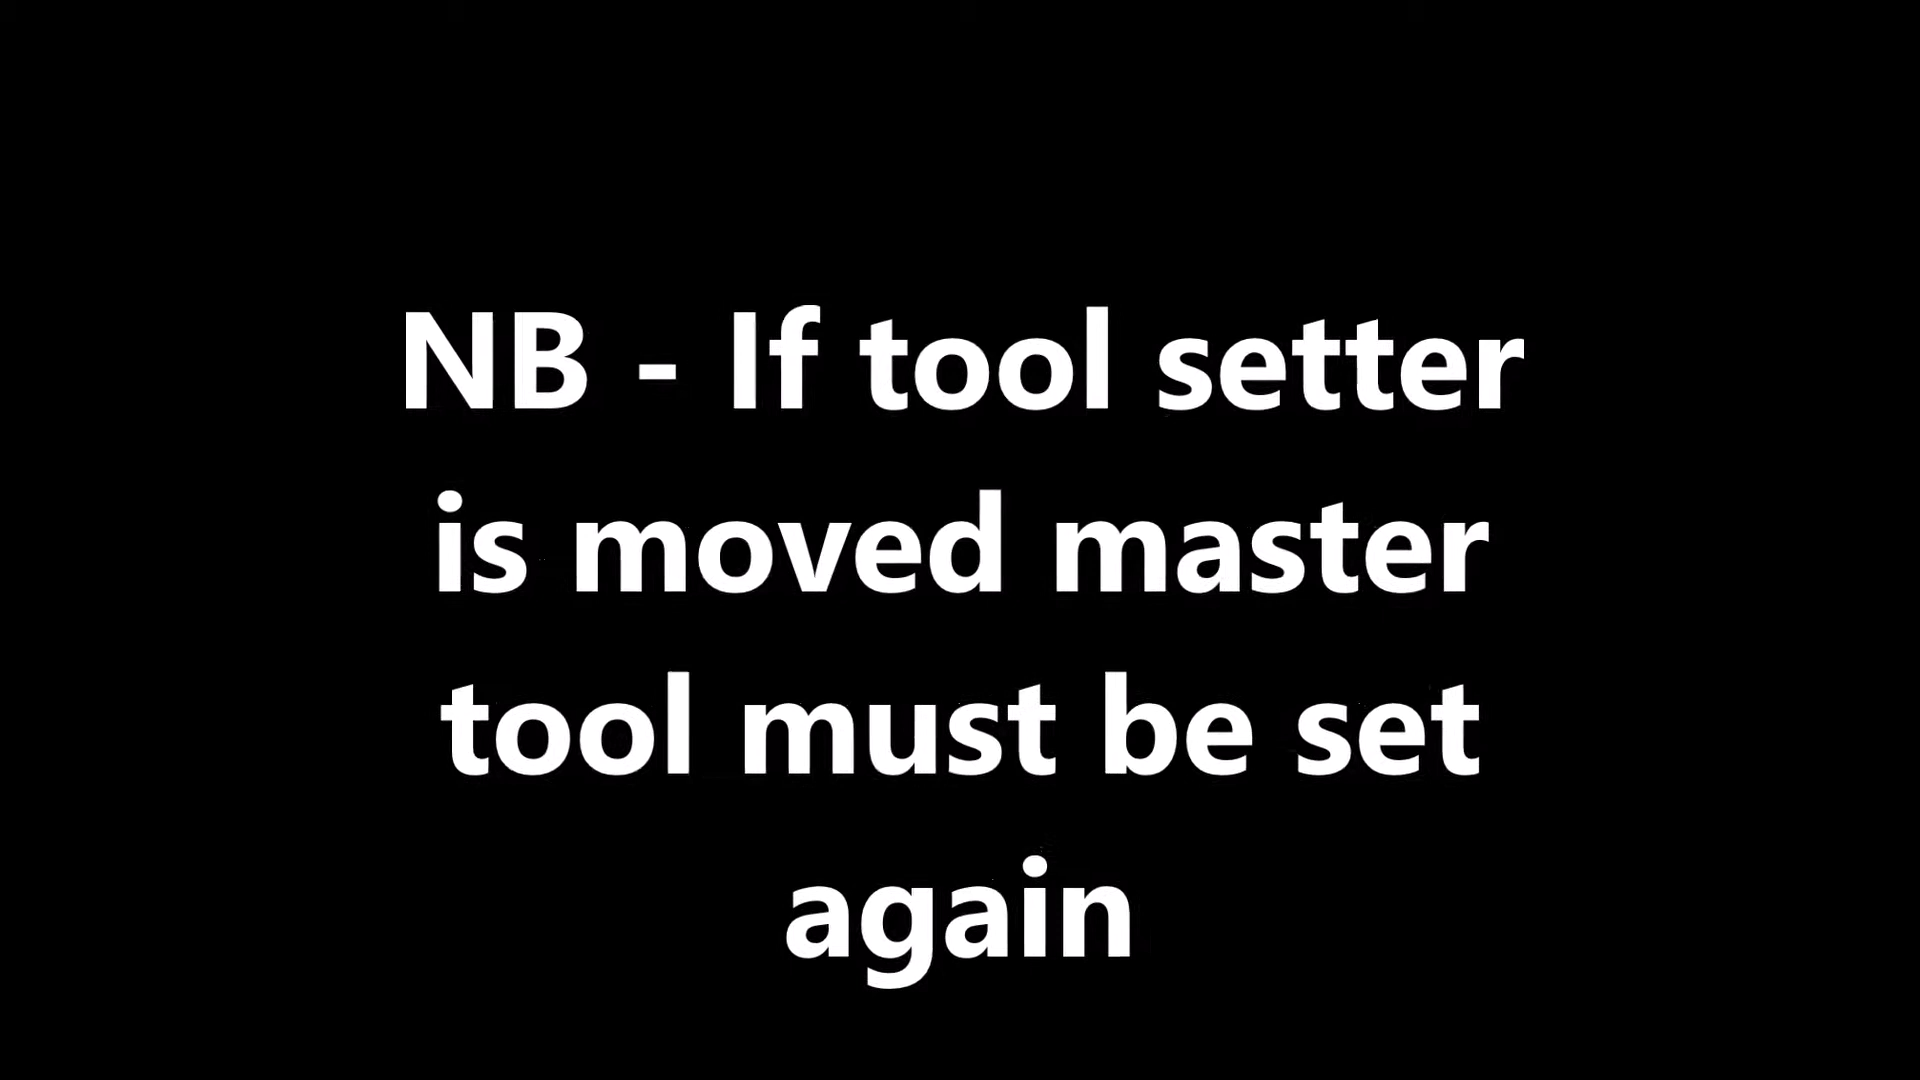 NB - If tool setter
is moved master
tool must be set
again